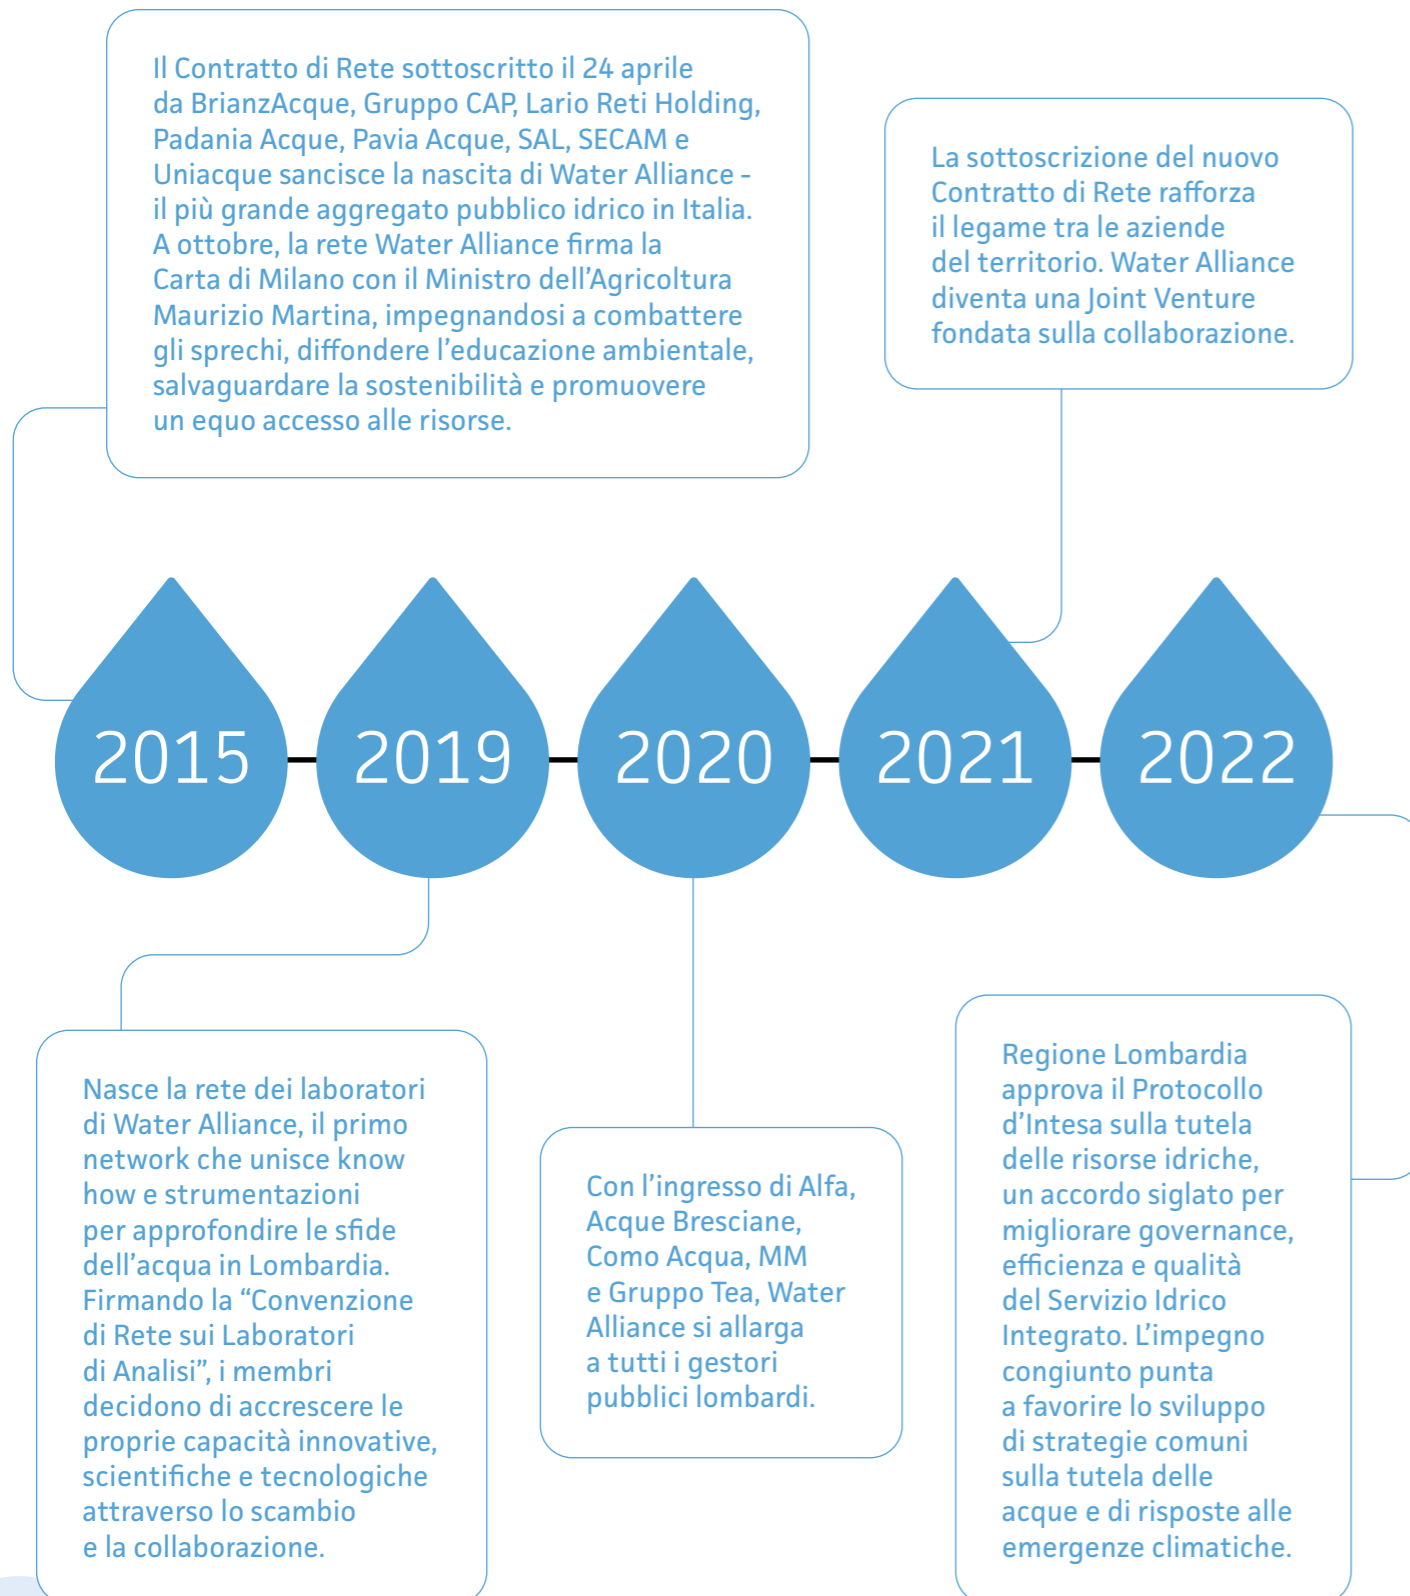 Il Contratto di Rete sottoscritto il 24 aprile
da BrianzAcque, Gruppo CAP, Lario Reti Holding,
Padania Acque, Pavia Acque, SAL, SECAM e
Uniacque sancisce la nascita di Water Alliance -
il più grande aggregato pubblico idrico in Italia.
A ottobre, la rete Water Alliance firma la
Carta di Milano con il Ministro dell'Agricoltura
Maurizio Martina, impegnandosi a combattere
gli sprechi, diffondere l'educazione ambientale,
salvaguardare la sostenibilità e promuovere
un equo accesso alle risorse.
La sottoscrizione del nuovo
Contratto di Rete rafforza
il legame tra le aziende
del territorio. Water Alliance
diventa una Joint Venture
fondata sulla collaborazione.
2015
2019
2020
2021
2022
Nasce la rete dei laboratori
di Water Alliance, il primo
network che unisce know
how e strumentazioni
per approfondire le sfide
dell'acqua in Lombardia.
Firmando la “Convenzione
di Rete sui Laboratori
di Analisi”, i membri
decidono di accrescere le
proprie capacità innovative,
scientifiche e tecnologiche
attraverso lo scambio
e la collaborazione.
Con l'ingresso di Alfa,
Acque Bresciane,
Como Acqua, MM
e Gruppo Tea, Water
Alliance si allarga
a tutti i gestori
pubblici lombardi.
Regione Lombardia
approva il Protocollo
d'Intesa sulla tutela
delle risorse idriche,
un accordo siglato per
migliorare governance,
efficienza e qualità
del Servizio Idrico
Integrato. L'impegno
congiunto punta
a favorire lo sviluppo
di strategie comuni
sulla tutela delle
acque e di risposte alle
emergenze climatiche.